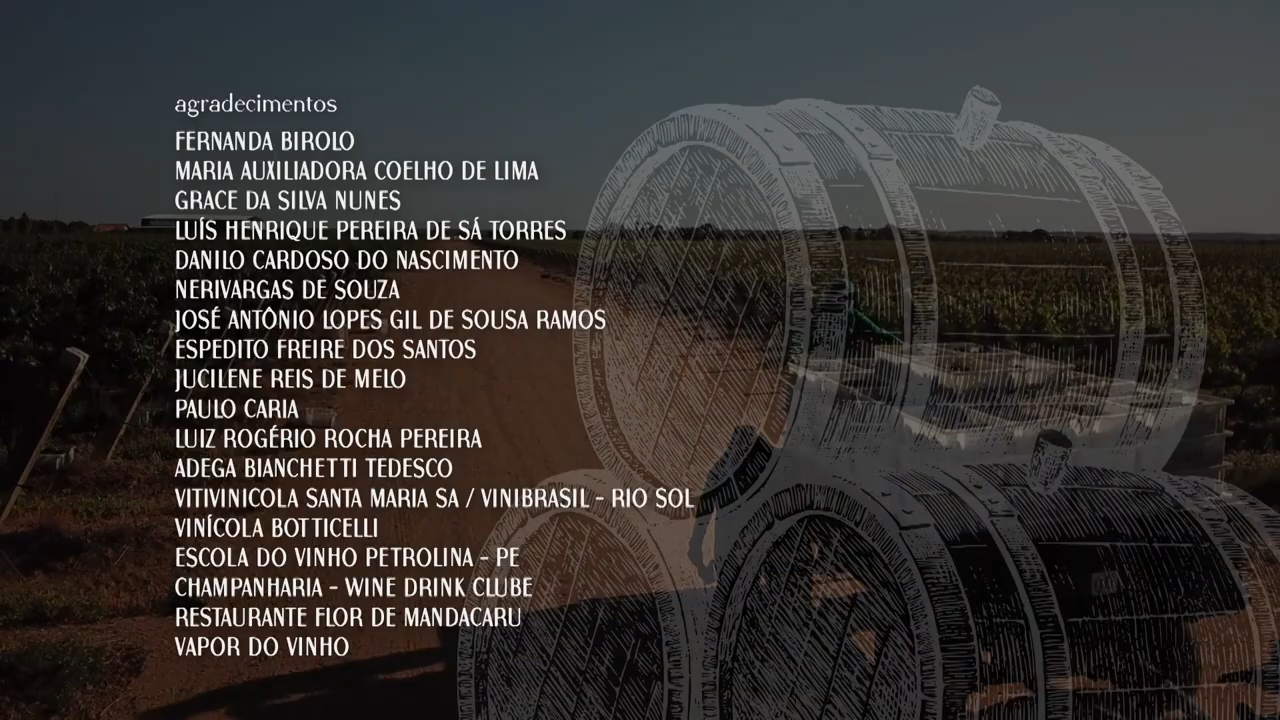 agradecimentos
FERNANDA BIROLO
MARIA AUXILIADORA COELHO DE LIMA
GRACE DA SILVA NUNES
LUÍS HENRIQUE PEREIRA DE SÁ TORRES
DANILO CARDOSO DO NASCIMENTO
NERIVARGAS DE SOUZA
JOSÉ ANTÔNIO LOPES GIL DE SOUSA RAMOS
ESPEDITO FREIRE DOS SANTOS
JUCILENE REIS DE MELO
PAULO CARIA
LUIZ ROGÉRIO ROCHA PEREIRA
ADEGA BIANCHETTI TEDESCO
VITIVINICOLA SANTA MARIA SA / VINIBRASIL - RIO SOL
VINÍCOLA BOTTICELLI
ESCOLA DO VINHO PETROLINA - PE
CHAMPANHARIA - WINE DRINK CLUBE
RESTAURANTE FLOR DE MANDACARU
VAPOR DO VINHO